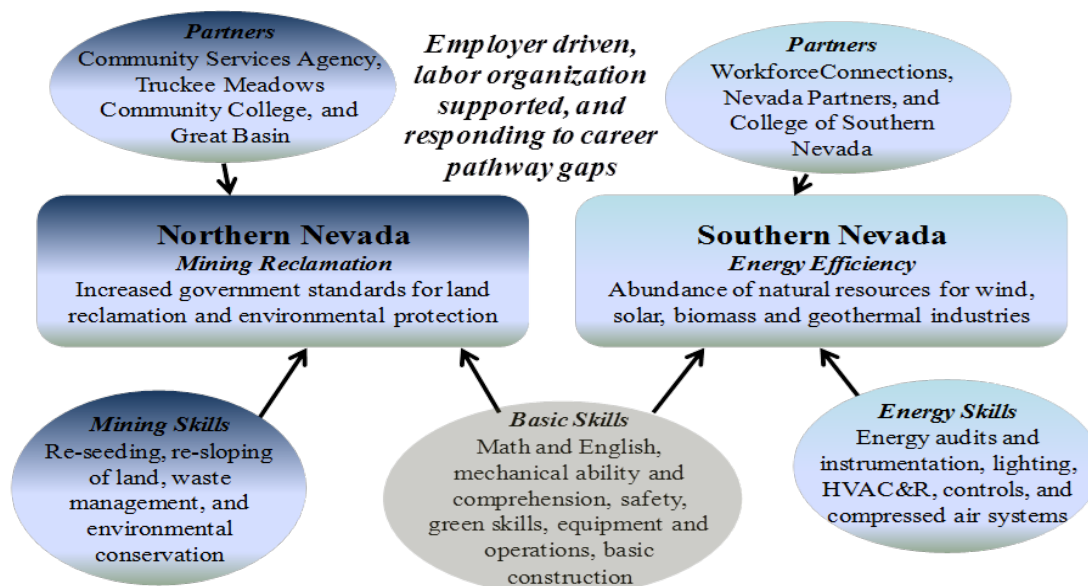 Partners
Community Services Agency,
Truckee Meadows
Community College, and
Great Basin
Employer driven,
labor organization
supported, and
responding to career
pathway gaps
Partners
WorkforceConnections,
Nevada Partners, and
College of Southern
Nevada
Northern Nevada
Mining Reclamation
Increased government standards for land
reclamation and environmental protection
Southern Nevada
Energy Efficiency
Abundance of natural resources for wind,
solar, biomass and geothermal industries
Mining Skills
Re-seeding, re-sloping
of land, waste
management, and
environmental
conservation
Basic Skills
Math and English,
mechanical ability and
comprehension, safety,
green skills, equipment and
operations, basic
construction
Energy Skills
Energy audits and
instrumentation, lighting,
HVAC&R, controls, and
compressed air systems